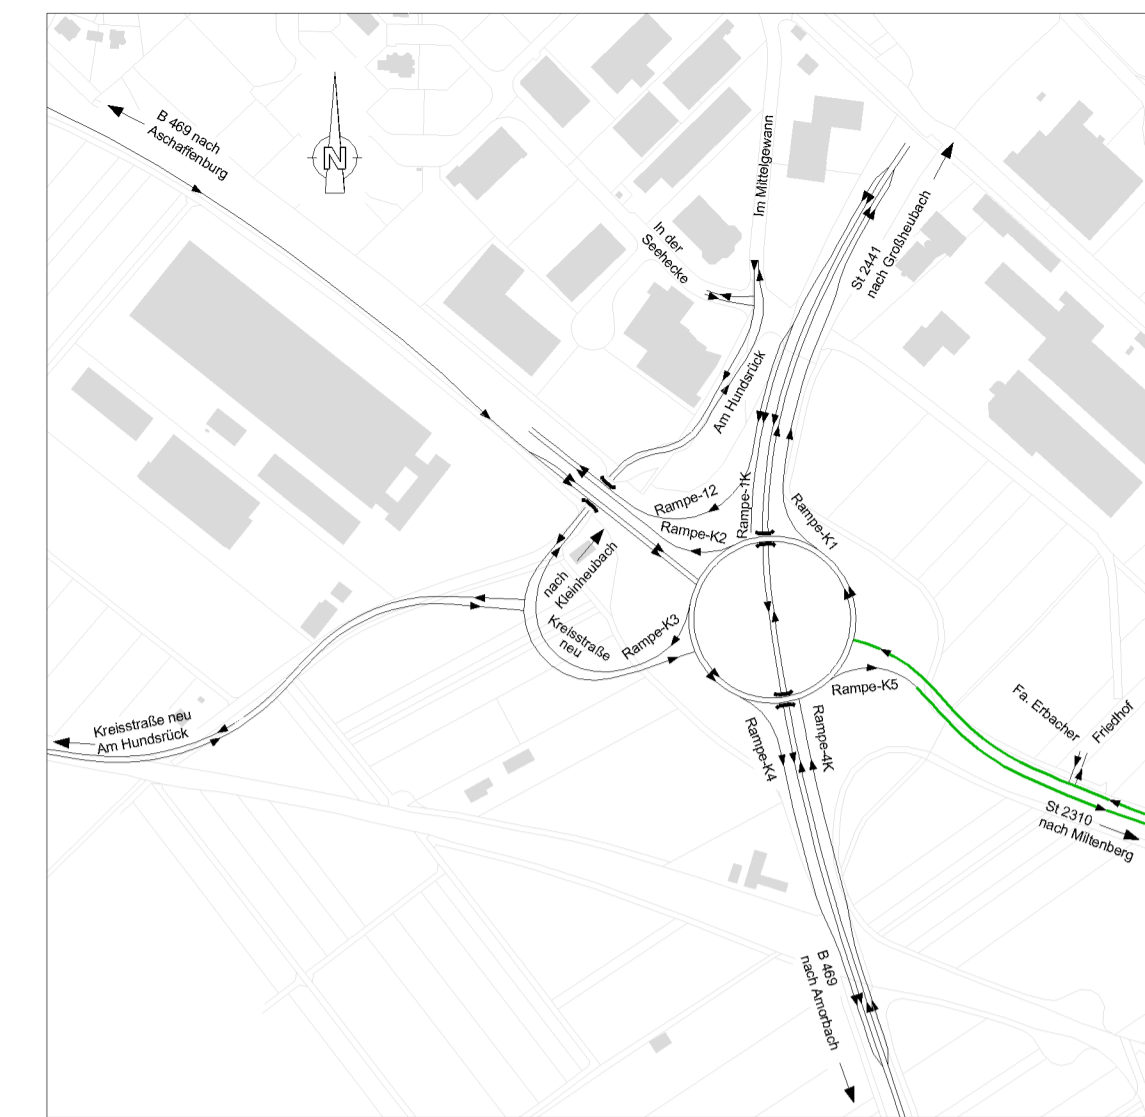 B 469 nach
Aschaffenburg
N
Im Mittelgewann
In der
Seehecke
St 2441
nach Großheubach
Am Hundsrück
Rampe-12
Rampe-1K
Rampe-K2
Rampe-K1
nach
Kleinheubach
Kreisstraße
neu
Rampe-K3
Rampe-K5
Fa. Erbacher
Friedhof
Kreisstraße neu
Am Hundsrück
Rampe-K4
Rampe-4K
St 2310
nach Miltenberg
B 469
nach Amorbach